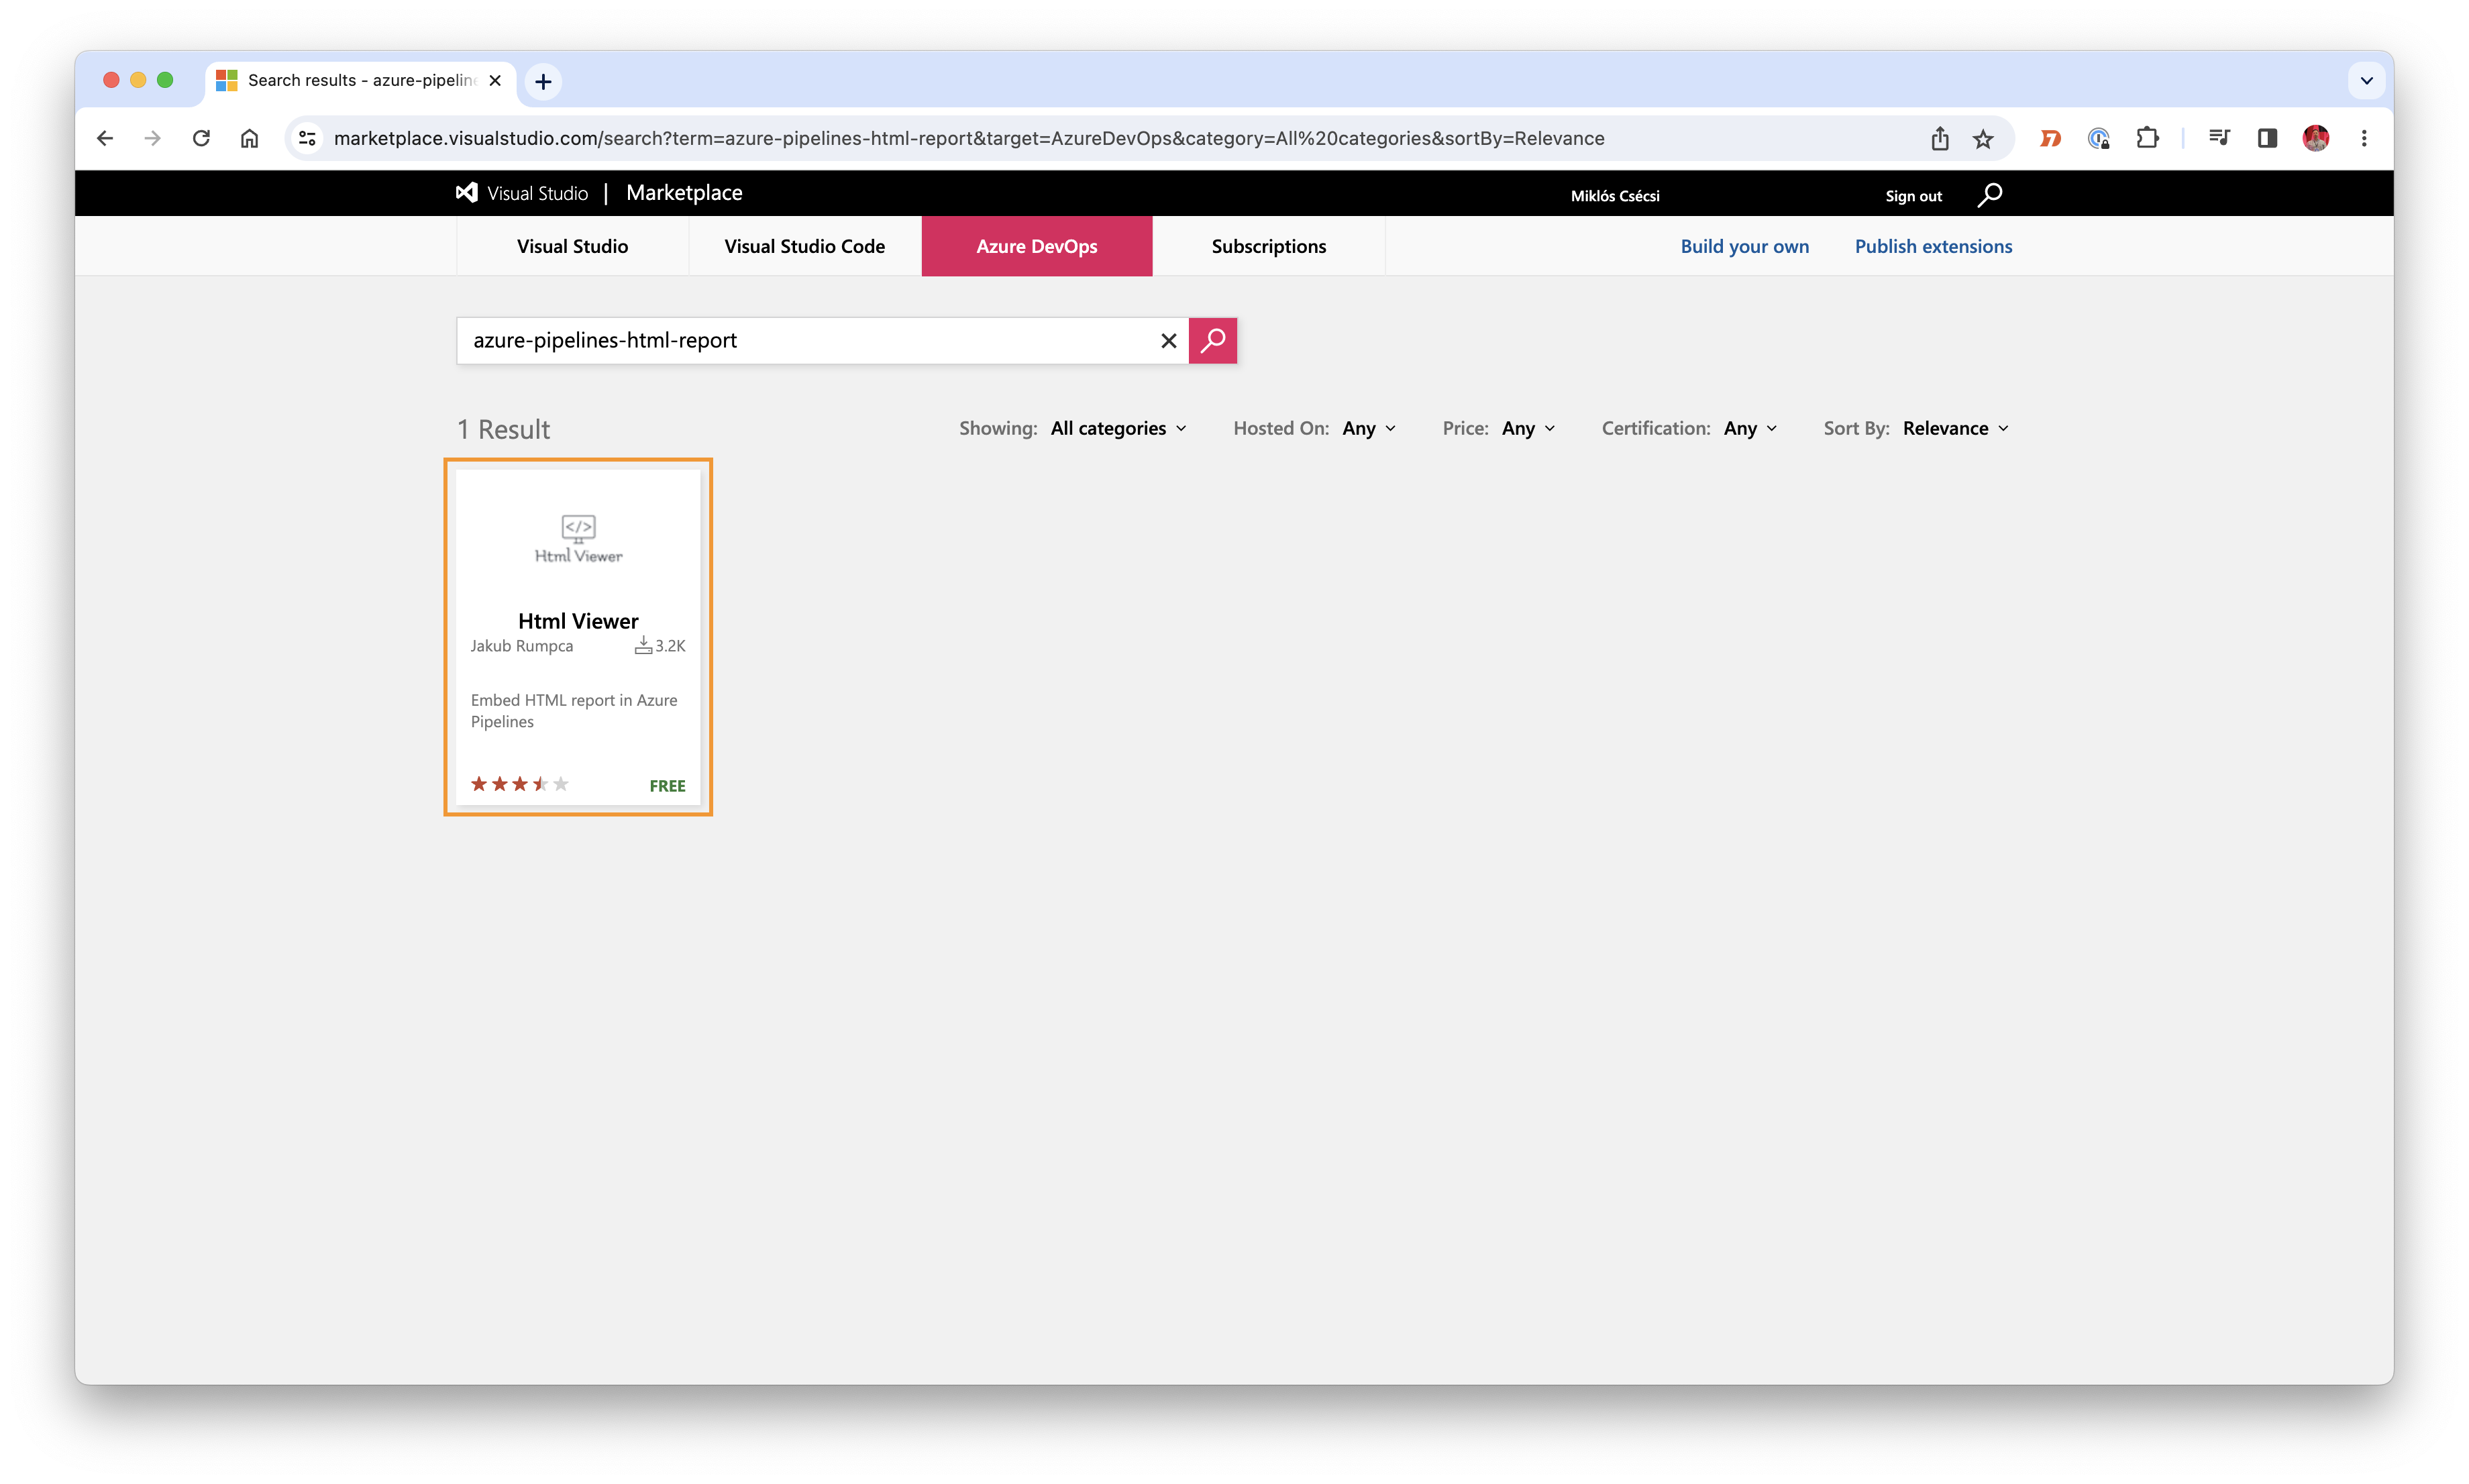 Search results - azure-pipeline
marketplace.visualstudio.com/search?term=azure-pipelines-html-report&target=AzureDevOps&category=All%20categories&sortBy=Relevance
Visual Studio | Marketplace
Miklós Csécsi
Sign out
Visual Studio
Visual Studio Code
Azure DevOps
Subscriptions
Build your own
Publish extensions
azure-pipelines-html-report
1 Result
Showing: All categories
Hosted On: Any
Price: Any
Certification: Any
Sort By: Relevance
</>
Html Viewer
Html Viewer
Jakub Rumpca
3.2K
Embed HTML report in Azure
Pipelines
FREE